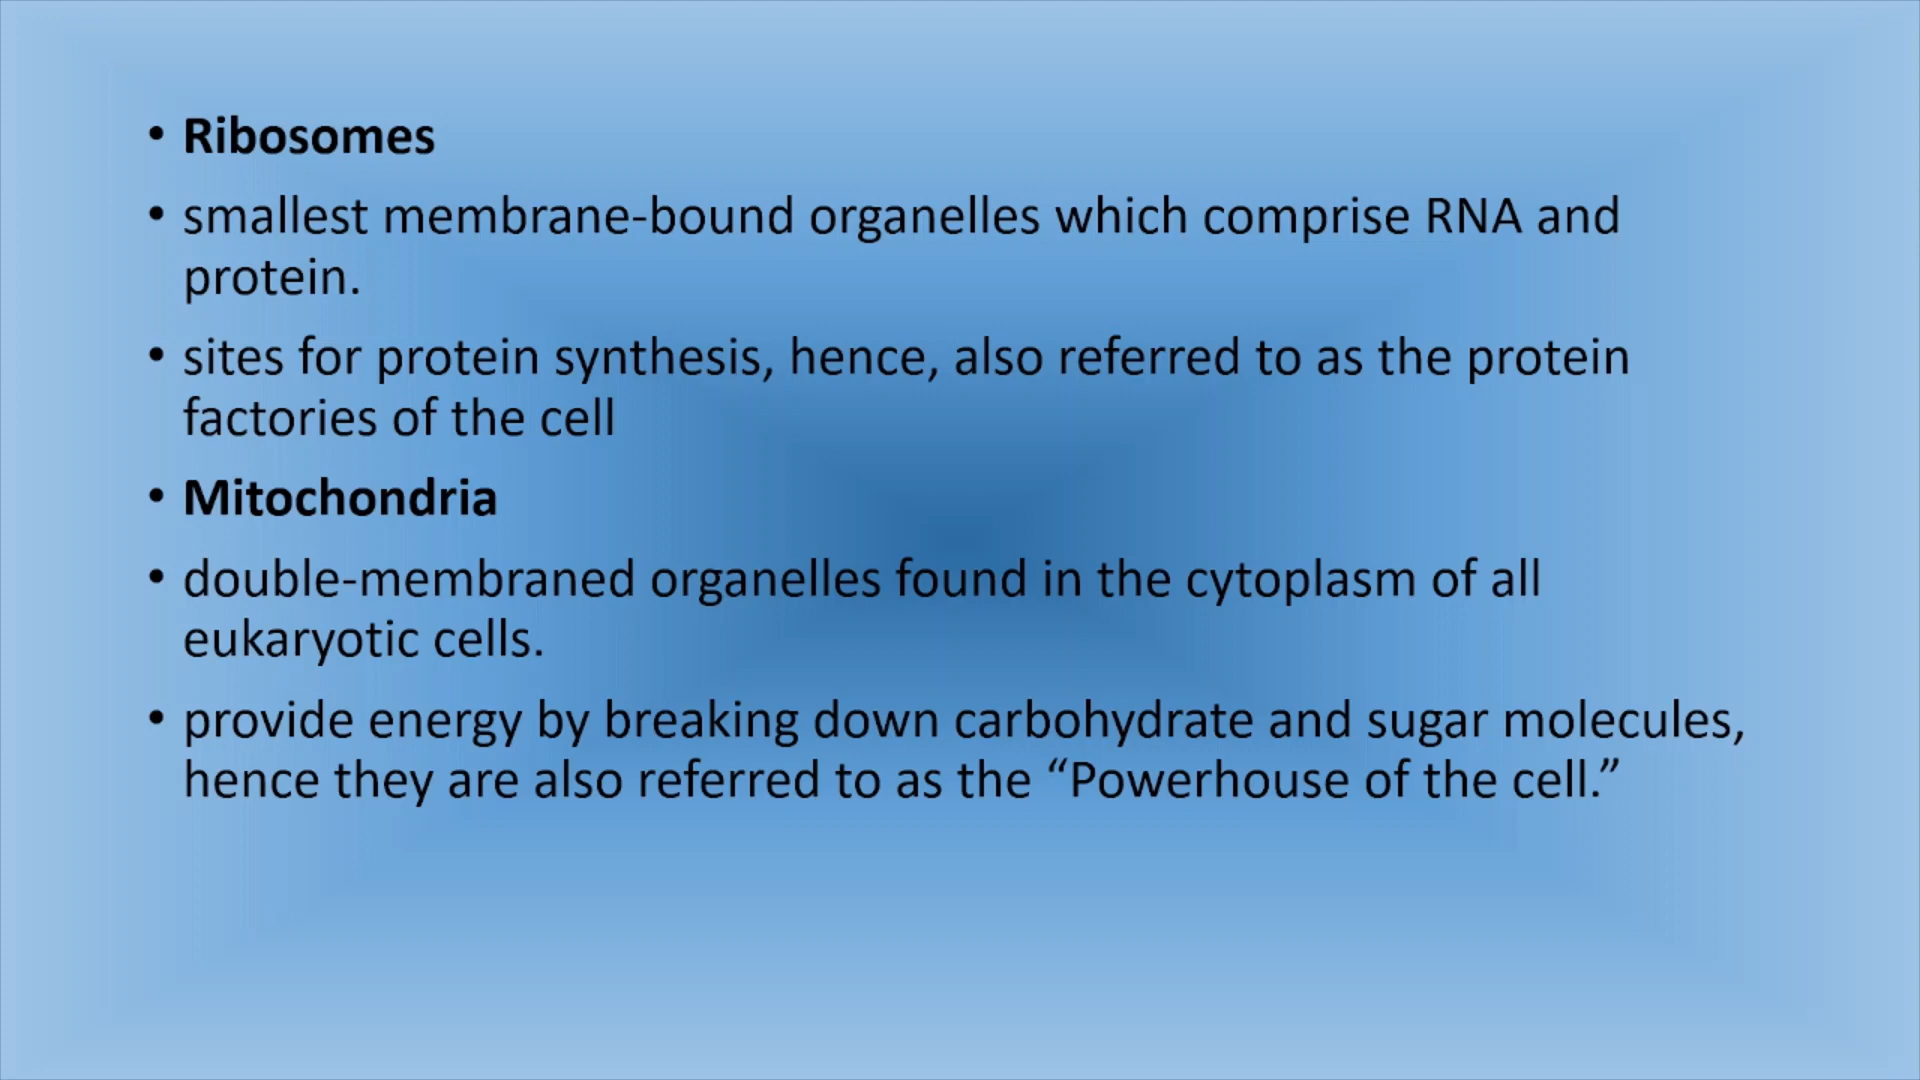 • Ribosomes
• smallest membrane-bound organelles which comprise RNA and
protein.
• sites for protein synthesis, hence, also referred to as the protein
factories of the cell
• Mitochondria
• double-membraned organelles found in the cytoplasm of all
eukaryotic cells.
• provide energy by breaking down carbohydrate and sugar molecules,
hence they are also referred to as the “Powerhouse of the cell.”